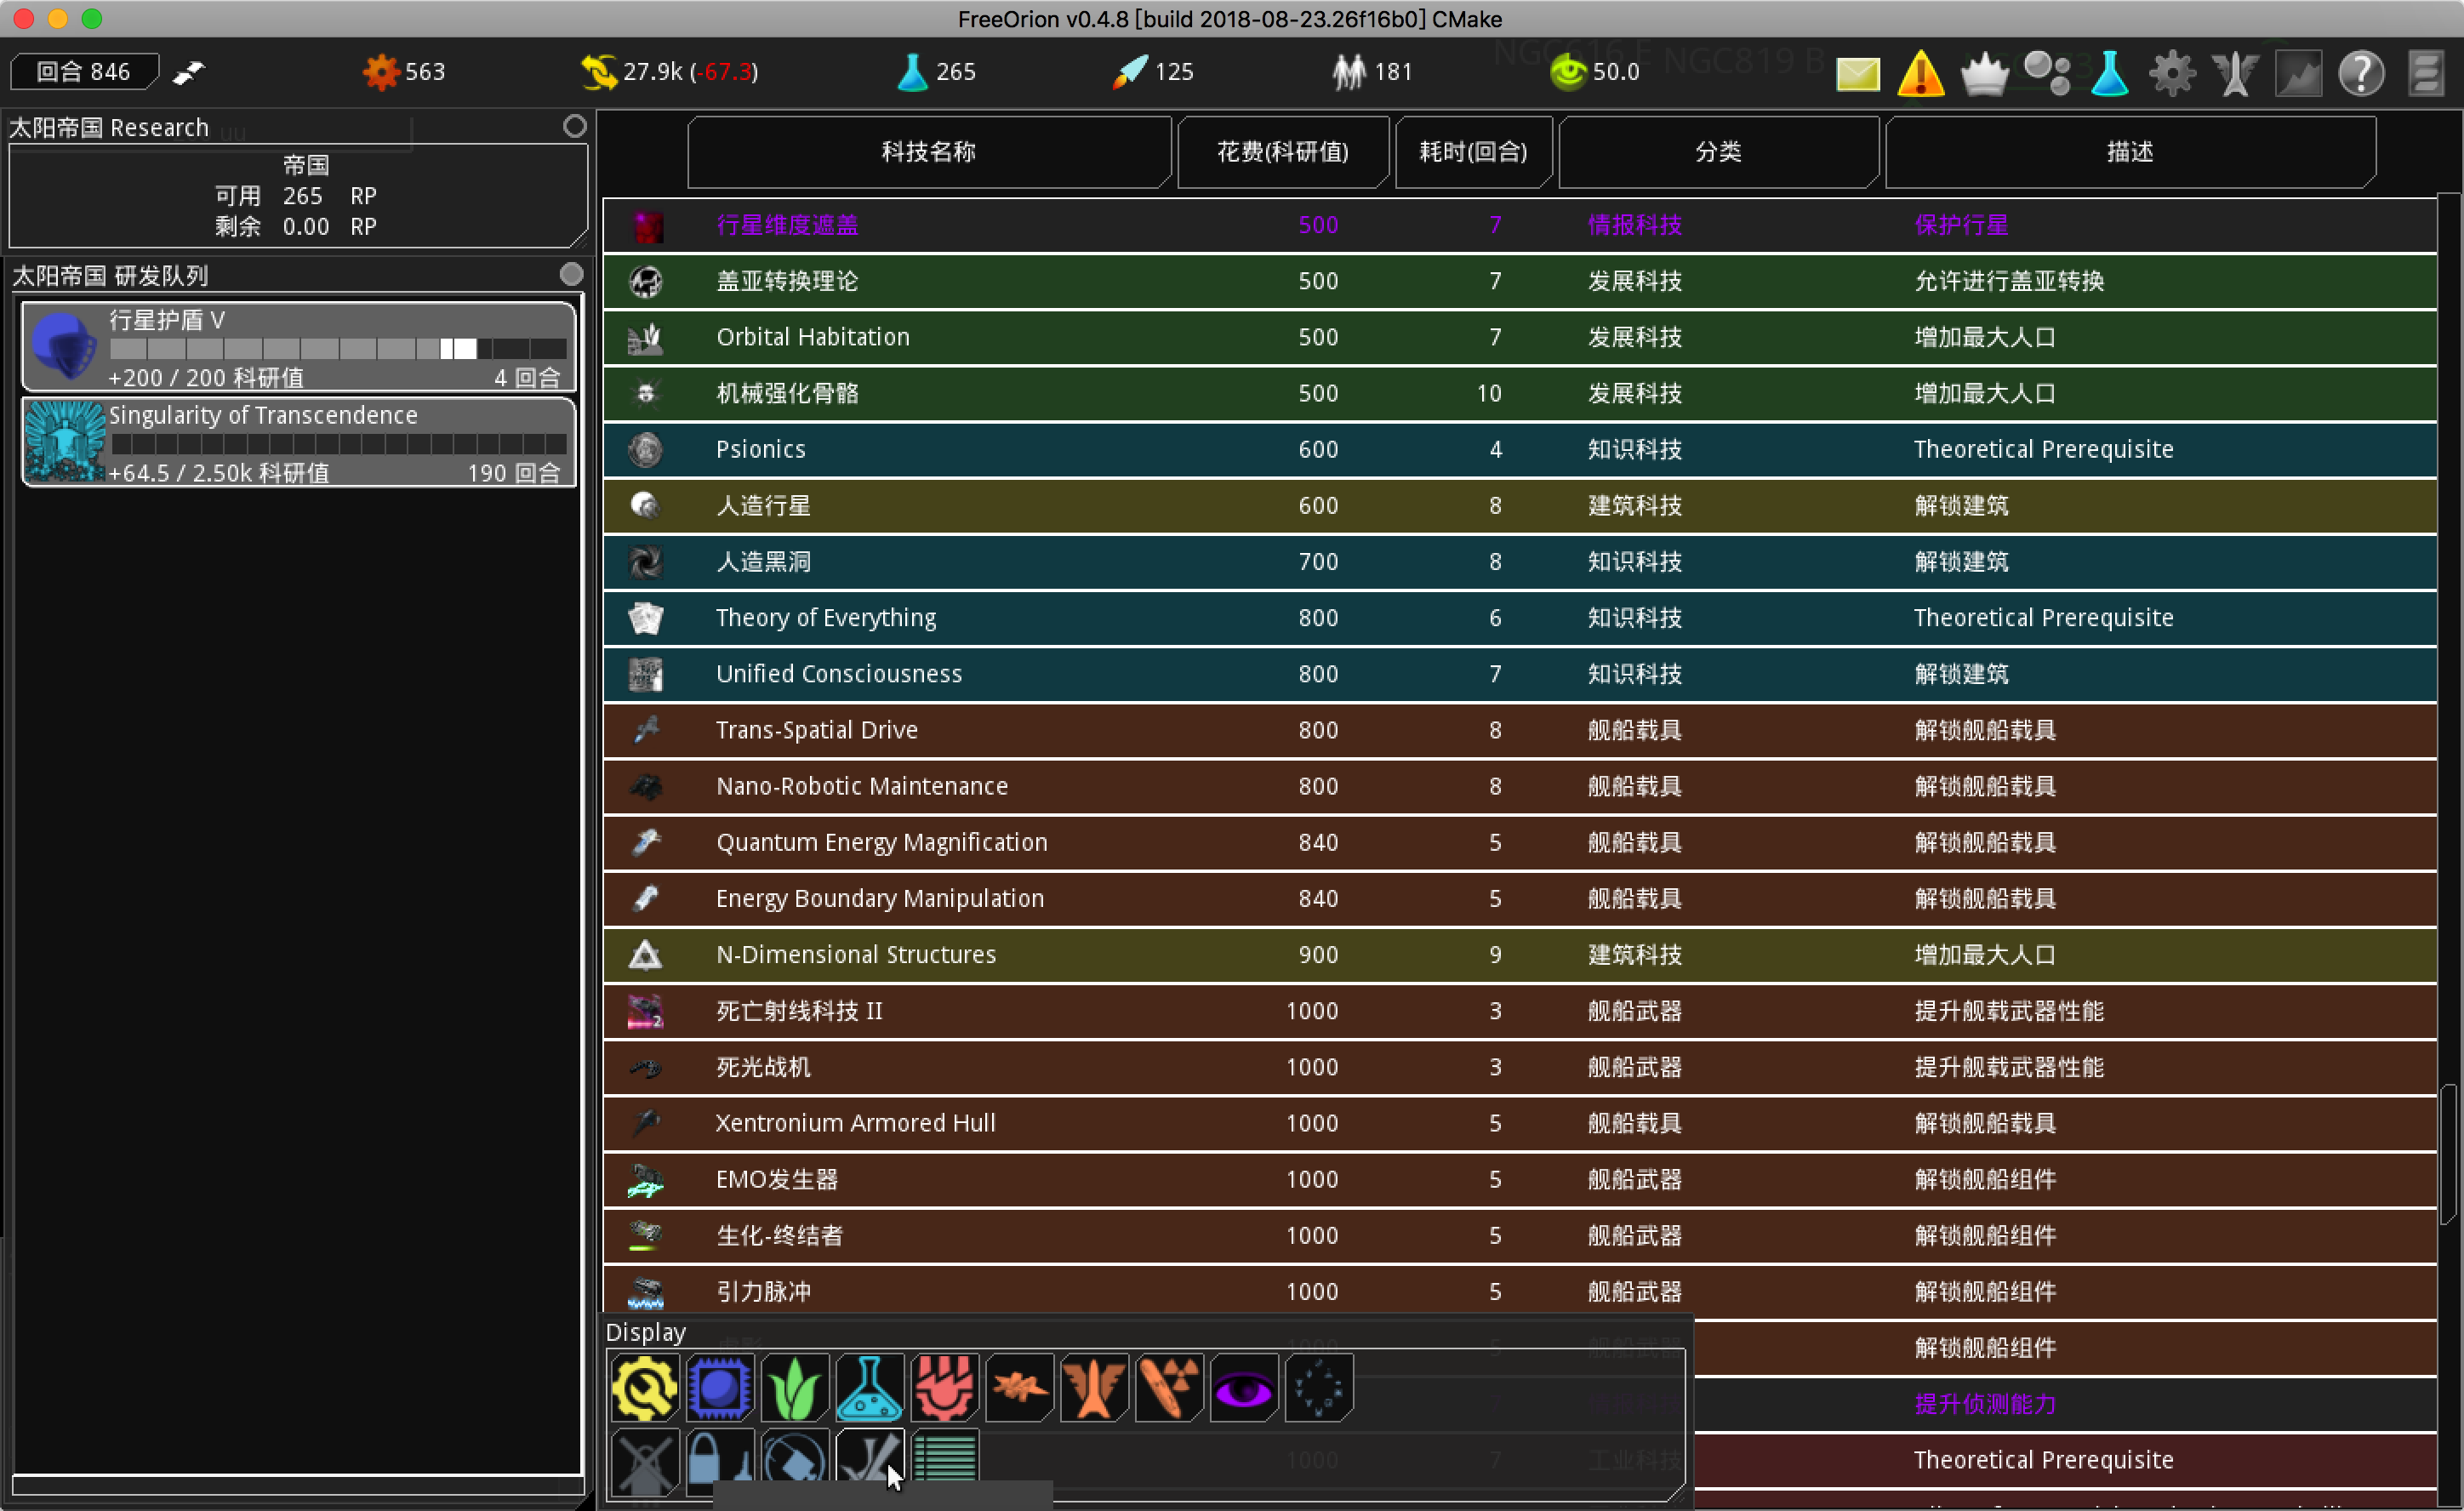 FreeOrion v0.4.8 [build 2018-08-23.26f16b0] CMake
回合 846 563 27.9k (-67.3) 265 125 181 50.0
太阳帝国 Research
帝国
可用 265 RP
剩余 0.00 RP
太阳帝国 研发队列
行星护盾 V
+200 / 200 科研值 4 回合
Singularity of Transcendence
+64.5 / 2.50k 科研值 190 回合
科技名称 花费(科研值) 耗时(回合) 分类 描述
行星维度遮盖 500 7 情报科技 保护行星
盖亚转换理论 500 7 发展科技 允许进行盖亚转换
Orbital Habitation 500 7 发展科技 增加最大人口
机械强化骨骼 500 10 发展科技 增加最大人口
Psionics 600 4 知识科技 Theoretical Prerequisite
人造行星 600 8 建筑科技 解锁建筑
人造黑洞 700 8 知识科技 解锁建筑
Theory of Everything 800 6 知识科技 Theoretical Prerequisite
Unified Consciousness 800 7 知识科技 解锁建筑
Trans-Spatial Drive 800 8 舰船载具 解锁舰船载具
Nano-Robotic Maintenance 800 8 舰船载具 解锁舰船载具
Quantum Energy Magnification 840 5 舰船载具 解锁舰船载具
Energy Boundary Manipulation 840 5 舰船载具 解锁舰船载具
N-Dimensional Structures 900 9 建筑科技 增加最大人口
死亡射线科技 II 1000 3 舰船武器 提升舰载武器性能
死光战机 1000 3 舰船武器 提升舰载武器性能
Xentronium Armored Hull 1000 5 舰船载具 解锁舰船载具
EMO发生器 1000 5 舰船武器 解锁舰船组件
生化-终结者 1000 5 舰船武器 解锁舰船组件
引力脉冲 1000 5 舰船武器 解锁舰船组件
Display
1000 5 舰船武器 解锁舰船组件
提升侦测能力
1000 7 工业科技 Theoretical Prerequisite